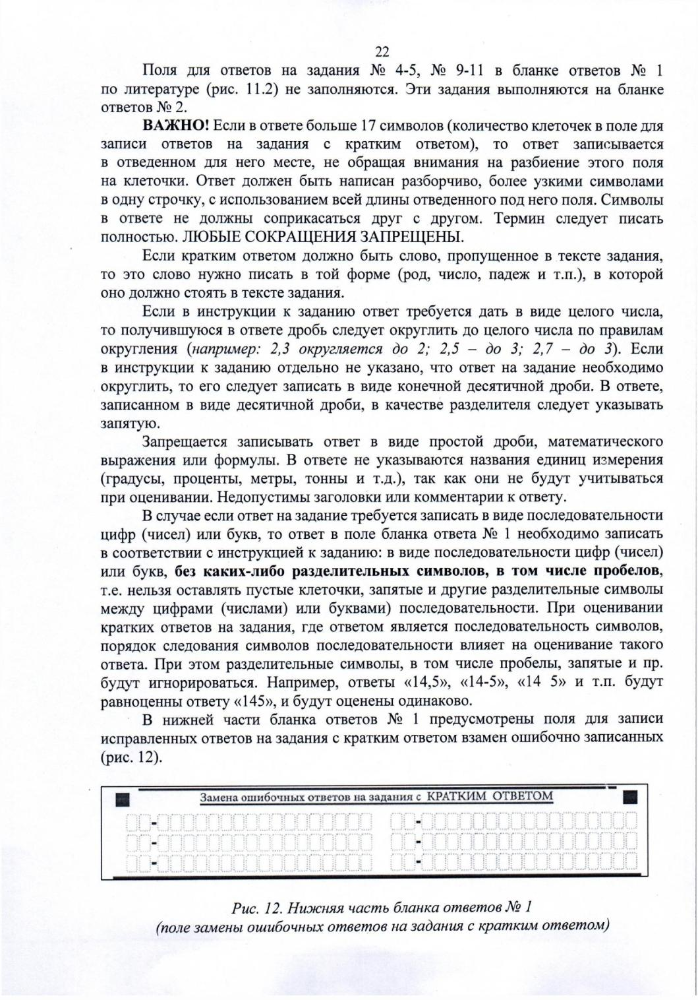 22
Поля для ответов на задания № 4-5, № 9-11 в бланке ответов № 1
по литературе (рис. 11.2) не заполняются. Эти задания выполняются на бланке
ответов № 2.
ВАЖНО! Если в ответе больше 17 символов (количество клеточек в поле для
записи ответов на задания с кратким ответом), то ответ записывается
в отведенном для него месте, не обращая внимания на разбиение этого поля
на клеточки. Ответ должен быть написан разборчиво, более узкими символами
в одну строчку, с использованием всей длины отведенного под него поля. Символы
в ответе не должны соприкасаться друг с другом. Термин следует писать
полностью. ЛЮБЫЕ СОКРАЩЕНИЯ ЗАПРЕЩЕНЫ.
Если кратким ответом должно быть слово, пропущенное в тексте задания,
то это слово нужно писать в той форме (род, число, падеж и т.п.), в которой
оно должно стоять в тексте задания.
Если в инструкции к заданию ответ требуется дать в виде целого числа,
то получившуюся в ответе дробь следует округлить до целого числа по правилам
округления (например: 2,3 округляется до 2; 2,5 – до 3; 2,7 – до 3). Если
в инструкции к заданию отдельно не указано, что ответ на задание необходимо
округлить, то его следует записать в виде конечной десятичной дроби. В ответе,
записанном в виде десятичной дроби, в качестве разделителя следует указывать
запятую.
Запрещается записывать ответ в виде простой дроби, математического
выражения или формулы. В ответе не указываются названия единиц измерения
(градусы, проценты, метры, тонны и т.д.), так как они не будут учитываться
при оценивании. Недопустимы заголовки или комментарии к ответу.
В случае если ответ на задание требуется записать в виде последовательности
цифр (чисел) или букв, то ответ в поле бланка ответа № 1 необходимо записать
в соответствии с инструкцией к заданию: в виде последовательности цифр (чисел)
или букв, без каких-либо разделительных символов, в том числе пробелов,
т.е. нельзя оставлять пустые клеточки, запятые и другие разделительные символы
между цифрами (числами) или буквами) последовательности. При оценивании
кратких ответов на задания, где ответом является последовательность символов,
порядок следования символов последовательности влияет на оценивание такого
ответа. При этом разделительные символы, в том числе пробелы, запятые и пр.
будут игнорироваться. Например, ответы «14,5», «14-5», «14 5» и т.п. будут
равноценны ответу «145», и будут оценены одинаково.
В нижней части бланка ответов № 1 предусмотрены поля для записи
исправленных ответов на задания с кратким ответом взамен ошибочно записанных
(рис. 12).
Замена ошибочных ответов на задания с КРАТКИМ ОТВЕТОМ
Рис. 12. Нижняя часть бланка ответов № 1
(поле замены ошибочных ответов на задания с кратким ответом)